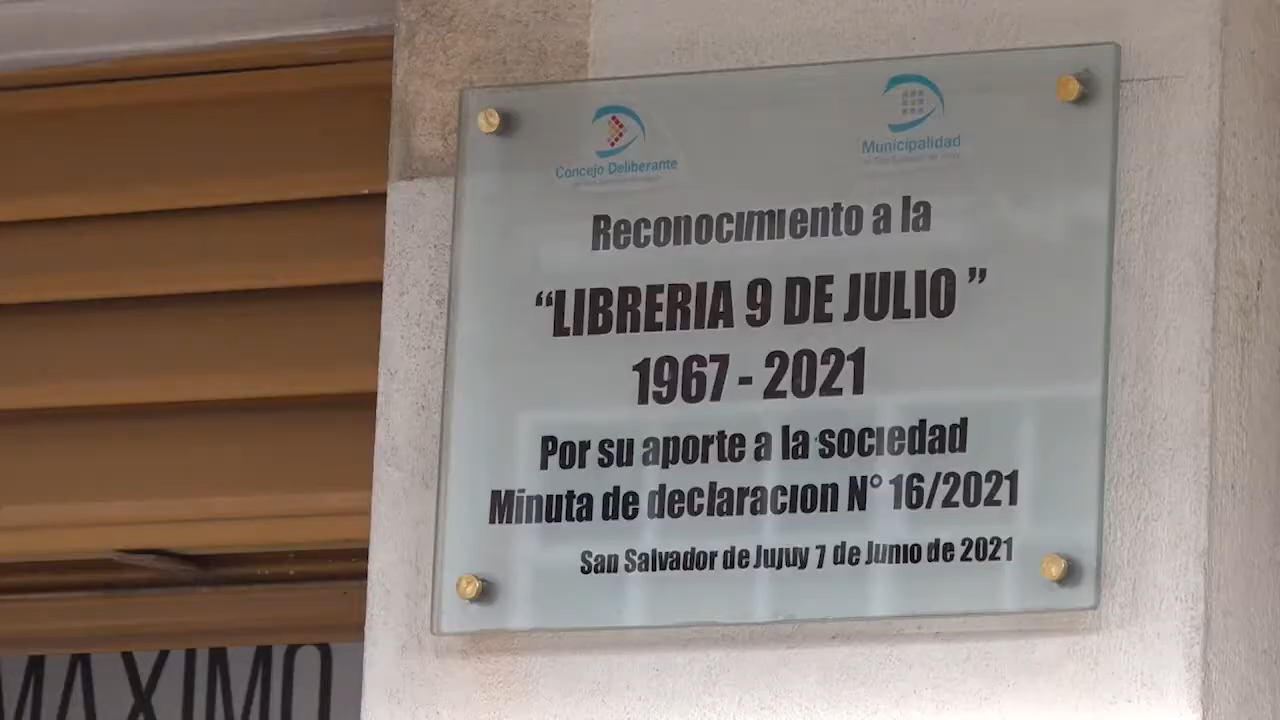 Concejo Deliberante
Municipalidad
Reconocimiento a la
“LIBRERIA 9 DE JULIO ”
1967 - 2021
Por su aporte a la sociedad
Minuta de declaracion N° 16/2021
San Salvador de Jujuy 7 de Junio de 2021
MAXIMO